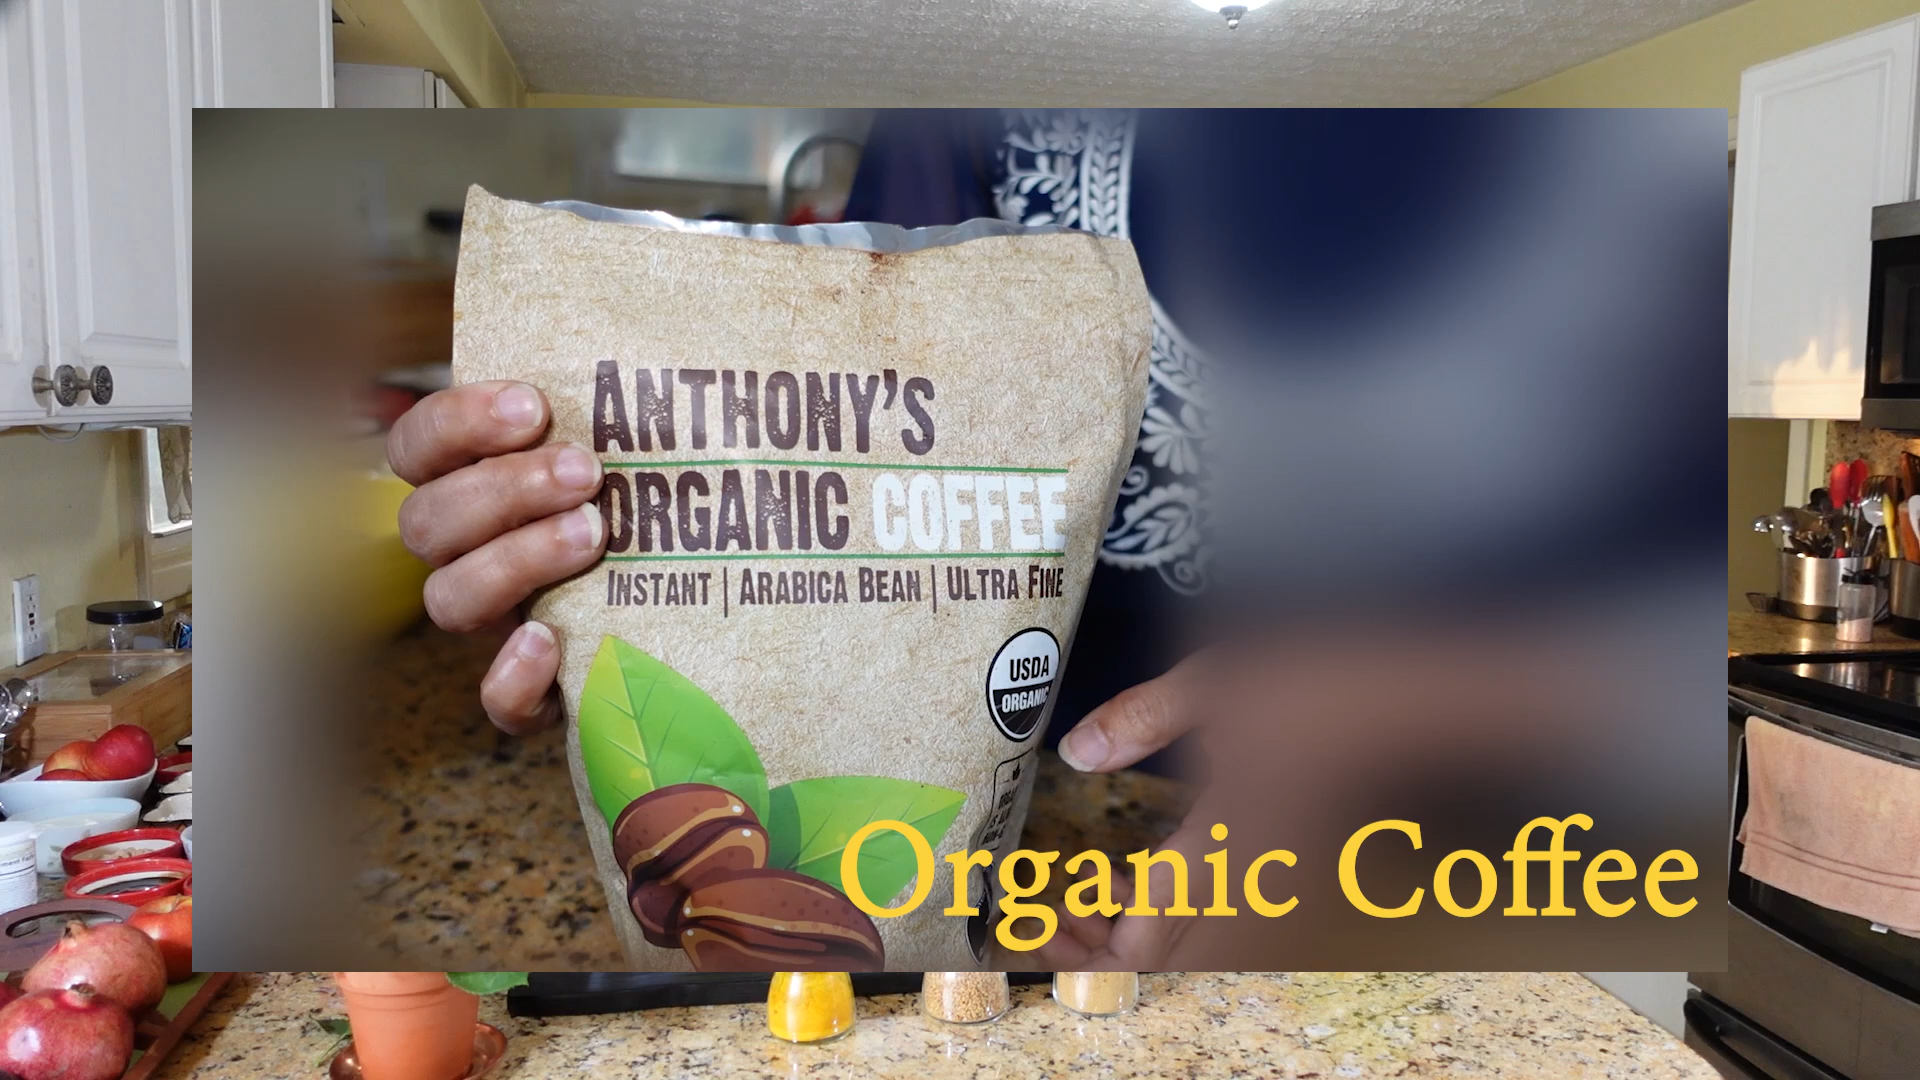 ANTHONY'S
ORGANIC COFFEE
INSTANT | ARABICA BEAN | ULTRA FINE
USDA
ORGANIC
Organic Coffee